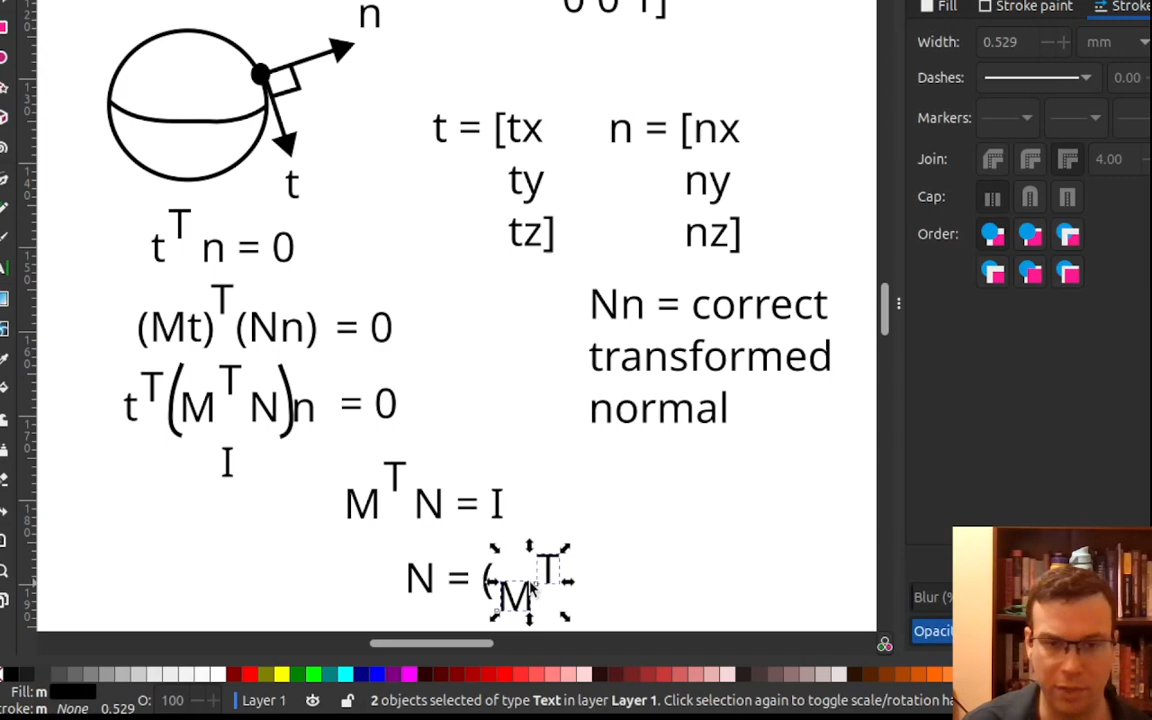 n
0 0 1]
t = [tx
ty
tz]
n = [nx
ny
nz]
t
t^T n = 0
(Mt)^T (Nn) = 0
t^T (M^T N) n = 0
I
M^T N = I
N = (M^T
Nn = correct
transformed
normal
Fill
Stroke paint
Stroke
Width: 0.529 — + mm
Dashes: 0.00
Markers:
Join: 4.00
Cap:
Order:
Blur (%
Opaci
Fill: m
Stroke: m None 0.529
O: 100
Layer 1
2 objects selected of type Text in layer Layer 1. Click selection again to toggle scale/rotation ha